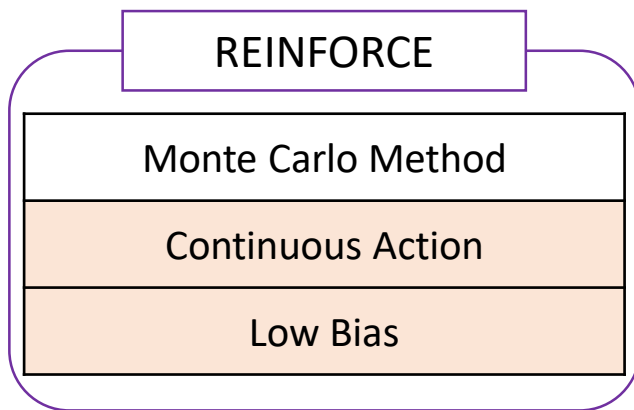 REINFORCE
Monte Carlo Method
Continuous Action
Low Bias